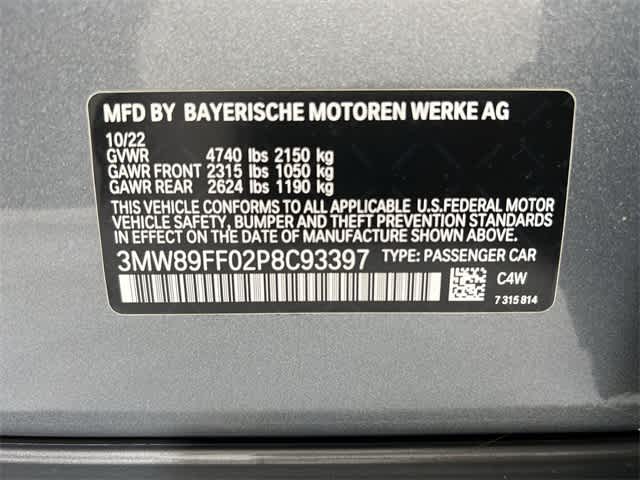 MFD BY BAYERISCHE MOTOREN WERKE AG
10/22
GVWR 4740 lbs 2150 kg
GAWR FRONT 2315 lbs 1050 kg
GAWR REAR 2624 lbs 1190 kg
THIS VEHICLE CONFORMS TO ALL APPLICABLE U.S.FEDERAL MOTOR
VEHICLE SAFETY, BUMPER AND THEFT PREVENTION STANDARDS
IN EFFECT ON THE DATE OF MANUFACTURE SHOWN ABOVE.
3MW89FF02P8C93397 TYPE: PASSENGER CAR
C4W
7 315 814